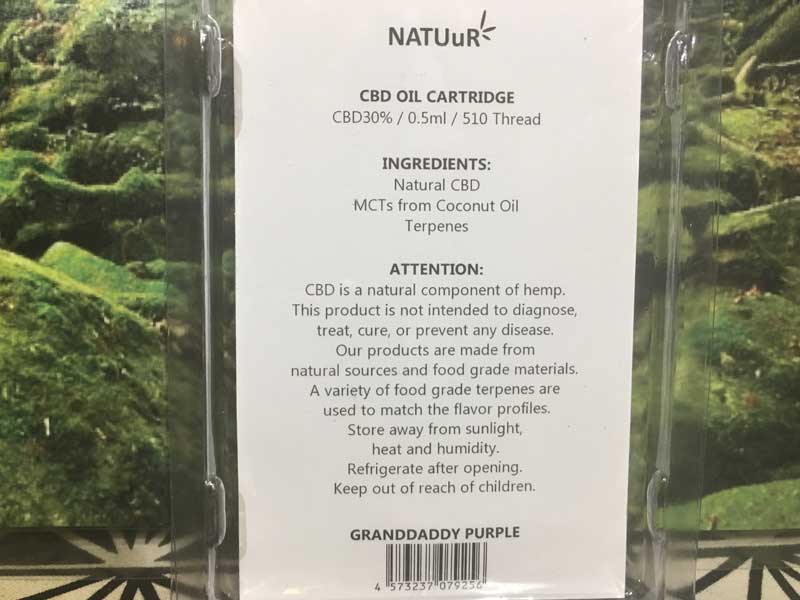 NATUuR
CBD OIL CARTRIDGE
CBD30% / 0.5ml / 510 Thread
INGREDIENTS:
Natural CBD
MCTs from Coconut Oil
Terpenes
ATTENTION:
CBD is a natural component of hemp.
This product is not intended to diagnose,
treat, cure, or prevent any disease.
Our products are made from
natural sources and food grade materials.
A variety of food grade terpenes are
used to match the flavor profiles.
Store away from sunlight,
heat and humidity.
Refrigerate after opening.
Keep out of reach of children.
GRANDDADDY PURPLE
4 573237 079256